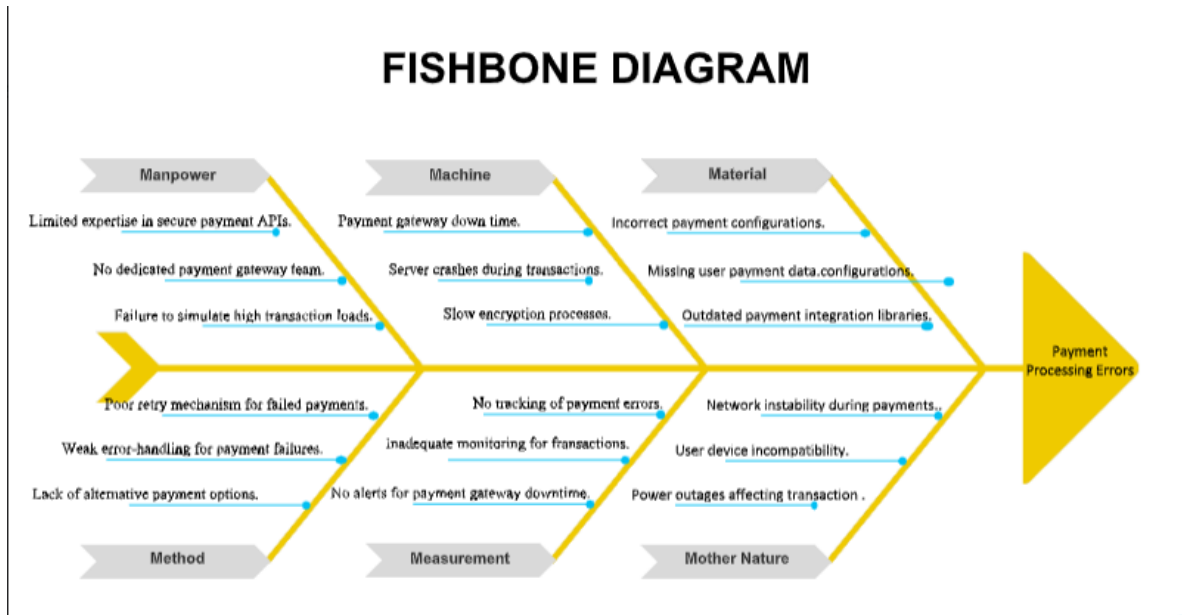 FISHBONE DIAGRAM
Manpower
Machine
Material
Limited expertise in secure payment APIs.
Payment gateway down time.
Incorrect payment configurations.
No dedicated payment gateway team.
Server crashes during transactions.
Missing user payment data.configurations.
Failure to simulate high transaction loads.
Slow encryption processes.
Outdated payment integration libraries.
Payment
Processing Errors
Poor retry mechanism for failed payments.
No tracking of payment errors.
Network instability during payments..
Weak error-handling for payment failures.
Inadequate monitoring for transactions.
User device incompatibility.
Lack of alternative payment options.
No alerts for payment gateway downtime.
Power outages affecting transaction .
Method
Measurement
Mother Nature